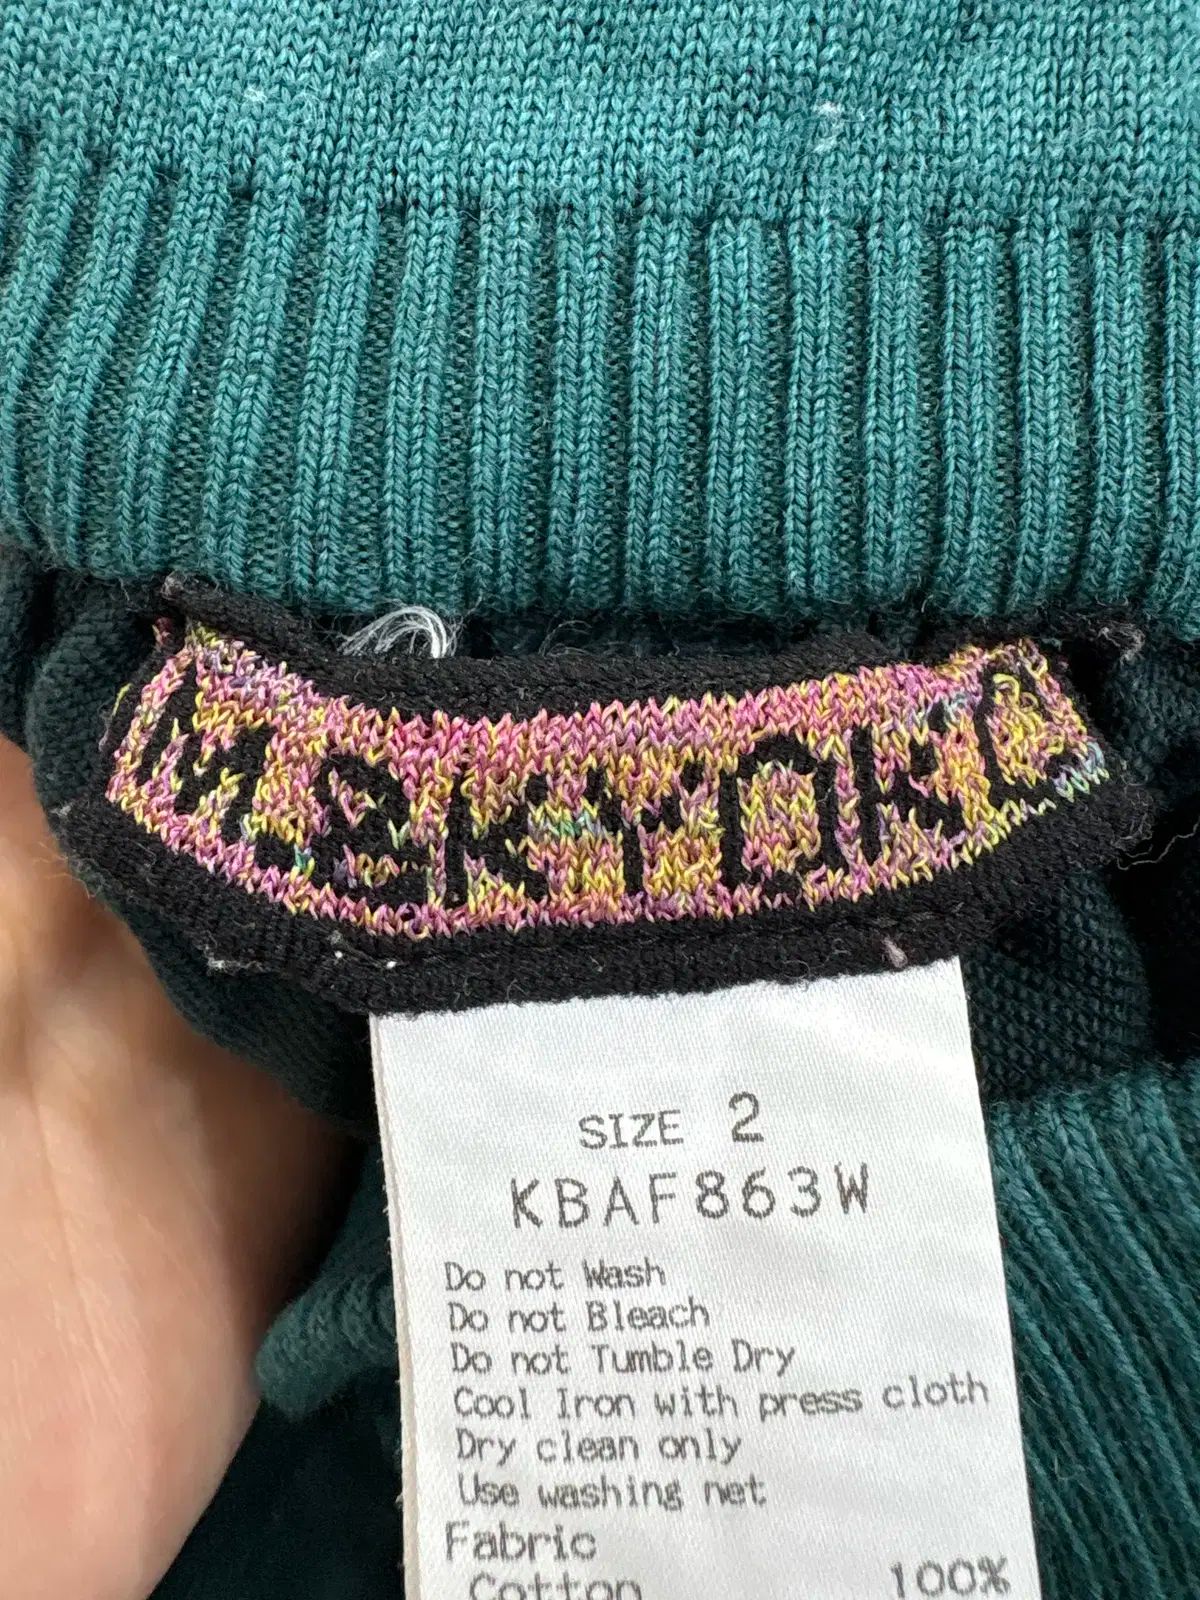 SIZE 2
KBAF863W
Do not Wash
Do not Bleach
Do not Tumble Dry
Cool Iron with press cloth
Dry clean only
Use washing net
Fabric
Cotton 100%